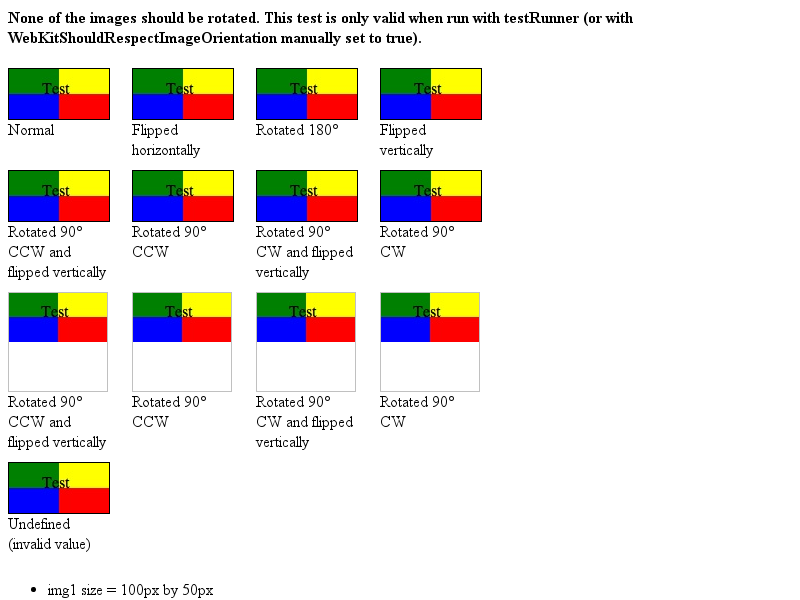 None of the images should be rotated. This test is only valid when run with testRunner (or with
WebKitShouldRespectImageOrientation manually set to true).
Test Test Test Test
Normal Flipped Rotated 180° Flipped
horizontally vertically
Test Test Test Test
Rotated 90° Rotated 90° Rotated 90° Rotated 90°
CCW and CCW CW and flipped CW
flipped vertically vertically
Test Test Test Test
Rotated 90° Rotated 90° Rotated 90° Rotated 90°
CCW and CCW CW and flipped CW
flipped vertically vertically
Test
Undefined
(invalid value)
• img1 size = 100px by 50px